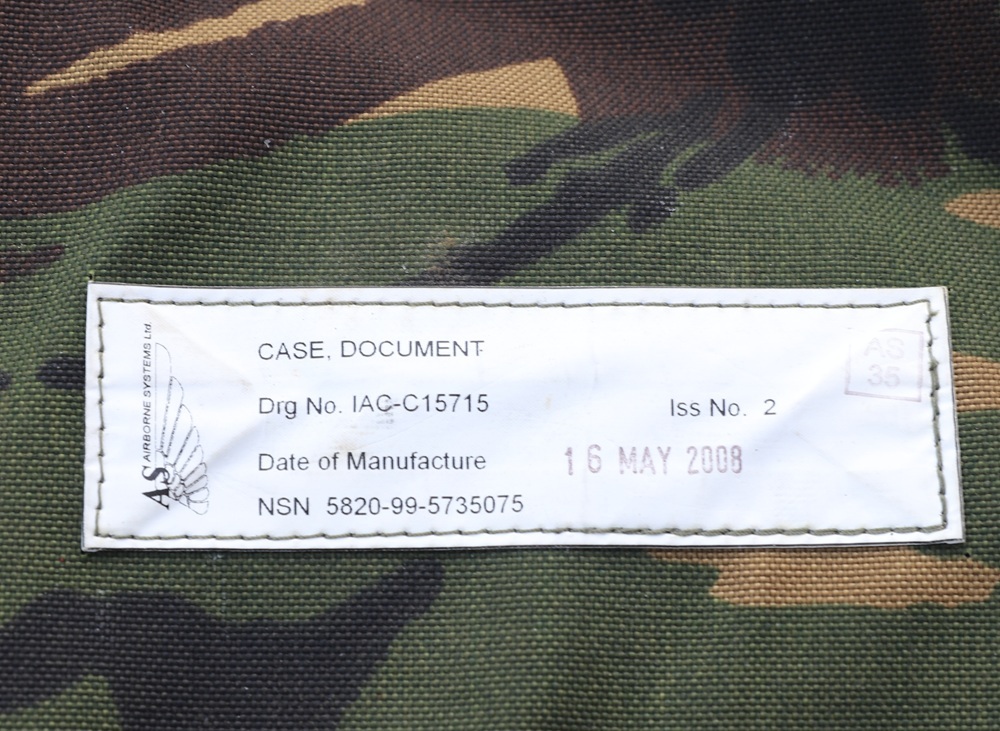 AS AIRBORNE SYSTEMS Ltd.
CASE, DOCUMENT
Drg No. IAC-C15715 Iss No. 2
Date of Manufacture 16 MAY 2008
NSN 5820-99-5735075
AS
35